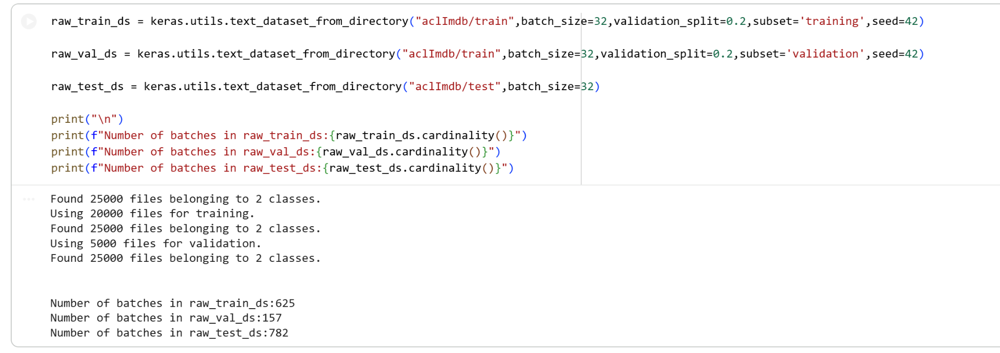 raw_train_ds = keras.utils.text_dataset_from_directory("aclImdb/train",batch_size=32,validation_split=0.2,subset='training',seed=42)
raw_val_ds = keras.utils.text_dataset_from_directory("aclImdb/train",batch_size=32,validation_split=0.2,subset='validation',seed=42)
raw_test_ds = keras.utils.text_dataset_from_directory("aclImdb/test",batch_size=32)
print("\n")
print(f"Number of batches in raw_train_ds:{raw_train_ds.cardinality()}")
print(f"Number of batches in raw_val_ds:{raw_val_ds.cardinality()}")
print(f"Number of batches in raw_test_ds:{raw_test_ds.cardinality()}")
Found 25000 files belonging to 2 classes.
Using 20000 files for training.
Found 25000 files belonging to 2 classes.
Using 5000 files for validation.
Found 25000 files belonging to 2 classes.
Number of batches in raw_train_ds:625
Number of batches in raw_val_ds:157
Number of batches in raw_test_ds:782